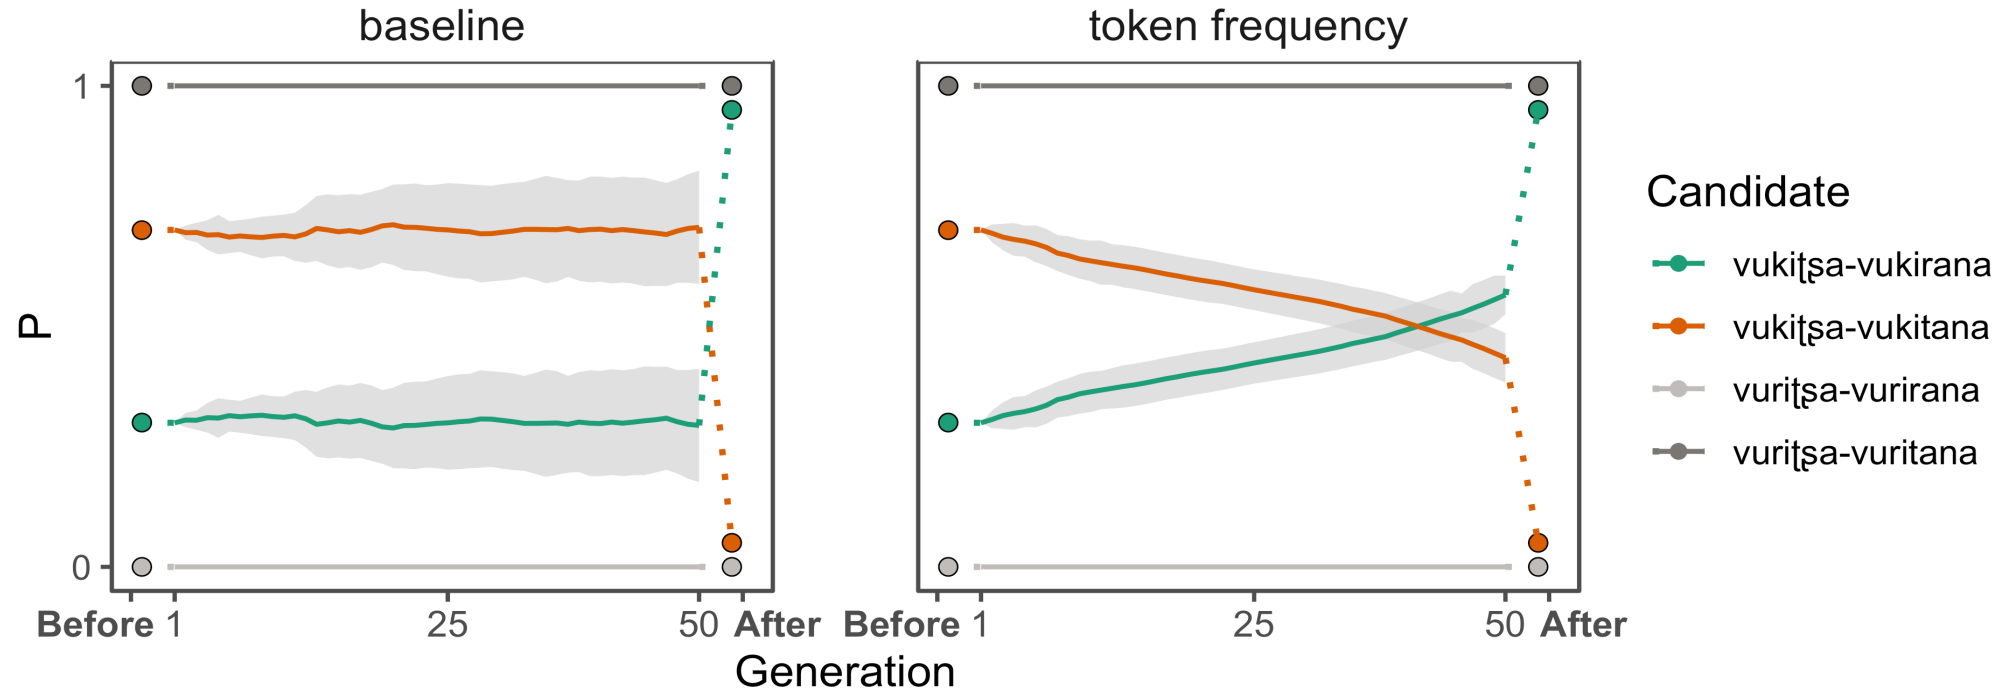 baseline
token frequency
1
0
P
Before 1 25 50 After
Before 1 25 50 After
Generation
Candidate
vukiʈʂa-vukirana
vukiʈʂa-vukitana
vuriʈʂa-vurirana
vuriʈʂa-vuritana